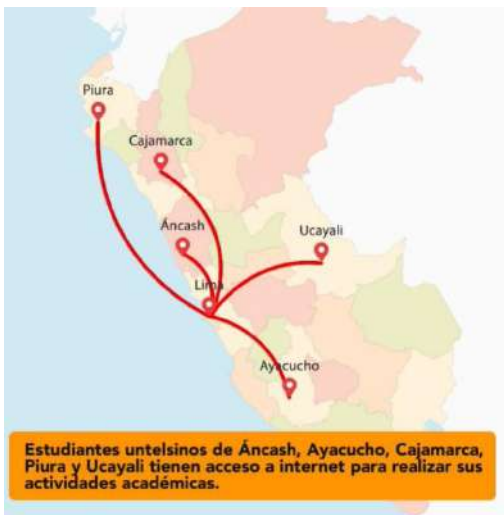 Piura
Cajamarca
Áncash
Ucayali
Lima
Ayacucho
Estudiantes untelsinos de Áncash, Ayacucho, Cajamarca,
Piura y Ucayali tienen acceso a internet para realizar sus
actividades académicas.